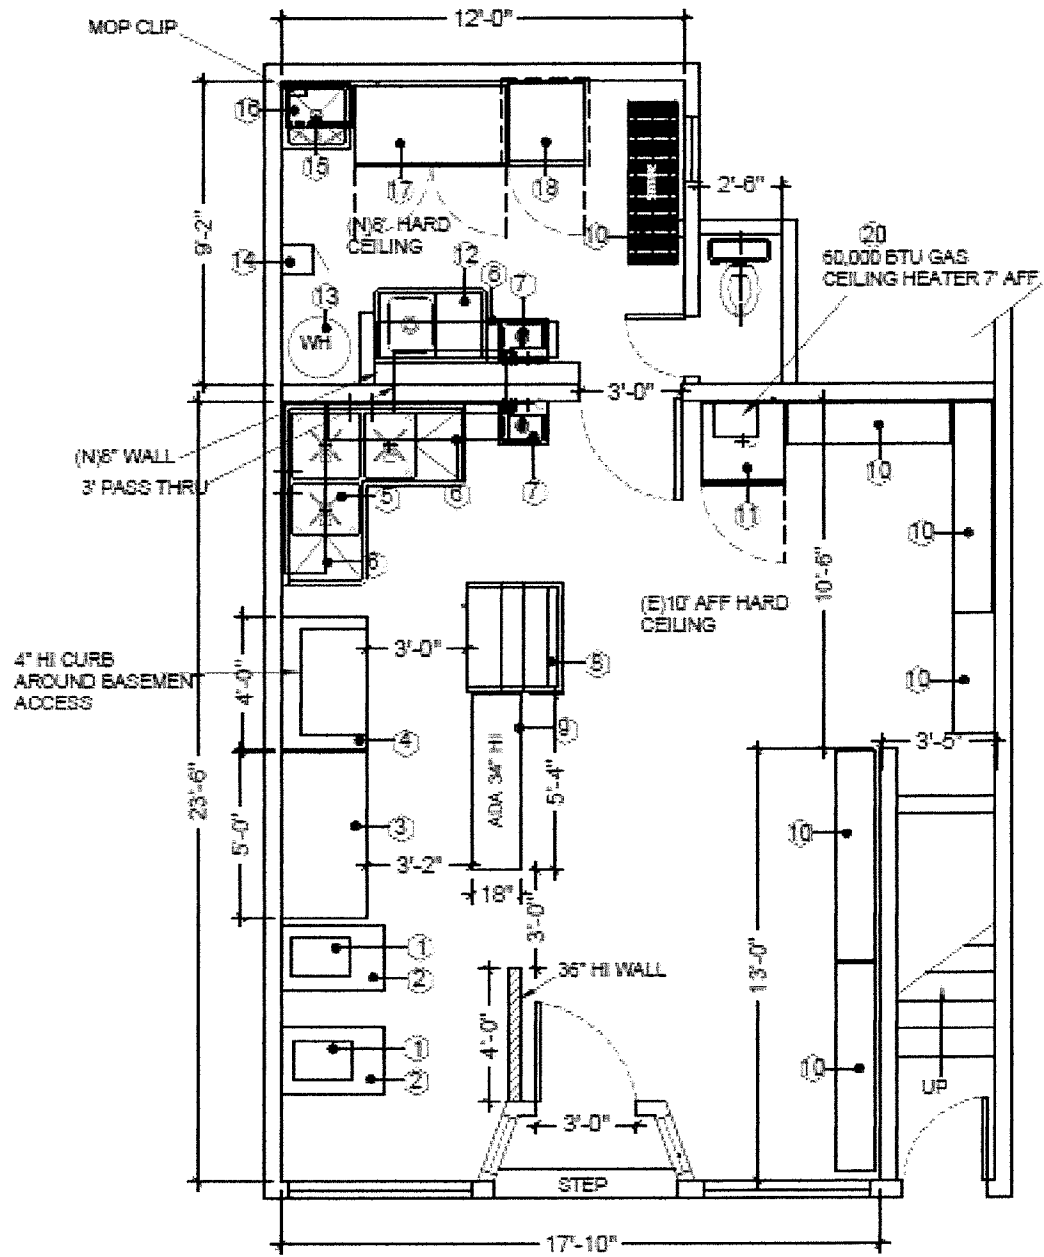 12'-0"
MOP CLIP
16
15
17
18
2'-6"
9'-2"
(N)8'- HARD
CEILING
10
20
60,000 BTU GAS
CEILING HEATER 7' AFF
14
12
6
7
13
WH
3'-0"
(N)6" WALL
3' PASS THRU
5
6
7
11
10
10
6
10'-6"
(E)10' AFF HARD
CEILING
3'-0"
8
4" HI CURB
AROUND BASEMEN
ACCESS
4'-0"
10
4
9
3'-5"
23'-6"
ADA 34" HI
5'-4"
5'-0"
3
10
3'-2"
18"
3'-0"
1
2
36" HI WALL
13'-0"
4'-0"
1
2
10
UP
3'-0"
STEP
17'-10"